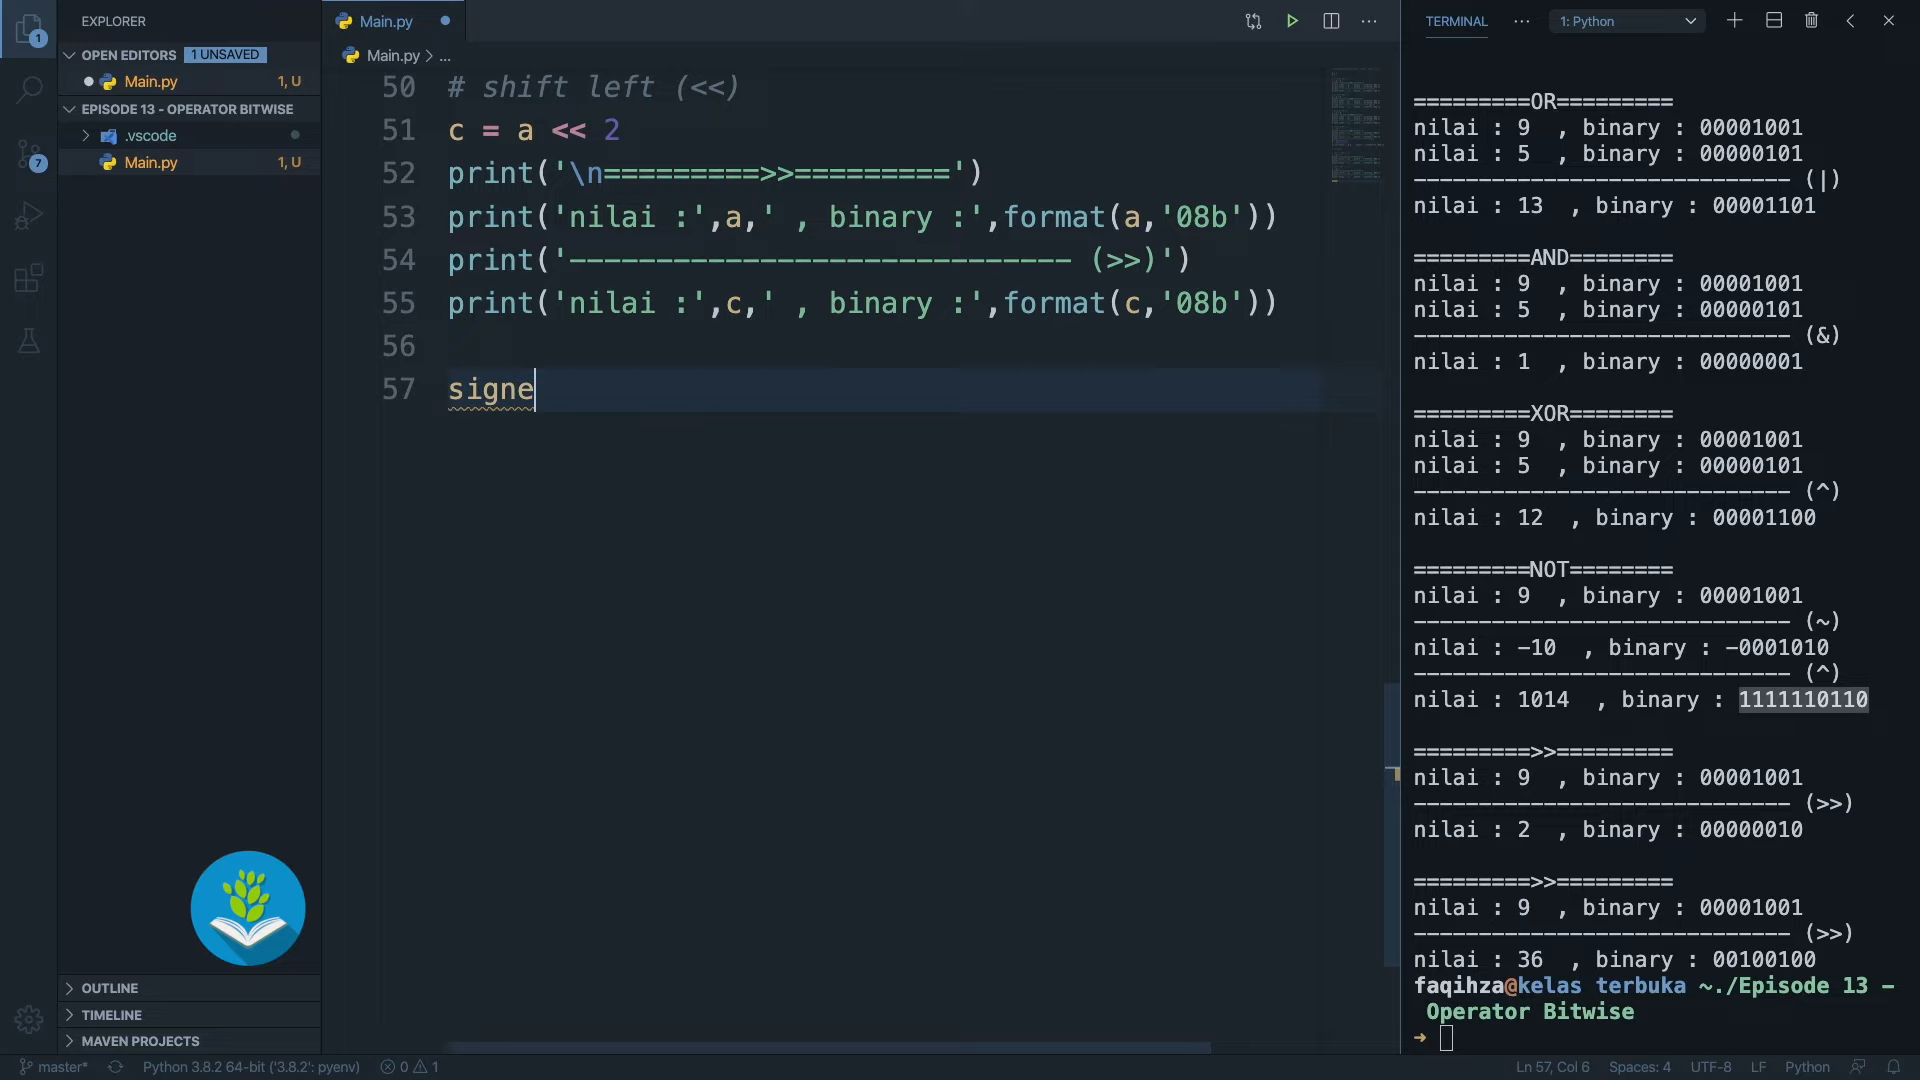 EXPLORER
OPEN EDITORS 1 UNSAVED
Main.py 1, U
EPISODE 13 - OPERATOR BITWISE
.vscode
Main.py 1, U
OUTLINE
TIMELINE
MAVEN PROJECTS
1
7
Main.py
Main.py > ...
50 # shift left (<<)
51 c = a << 2
52 print('\n=========>>=========')
53 print('nilai :',a,' , binary :',format(a,'08b'))
54 print('----------------------------- (>>)')
55 print('nilai :',c,' , binary :',format(c,'08b'))
56
57 signe
TERMINAL ... 1: Python
=========OR=========
nilai : 9  , binary : 00001001
nilai : 5  , binary : 00000101
----------------------------- (|)
nilai : 13  , binary : 00001101
=========AND========
nilai : 9  , binary : 00001001
nilai : 5  , binary : 00000101
----------------------------- (&)
nilai : 1  , binary : 00000001
=========XOR========
nilai : 9  , binary : 00001001
nilai : 5  , binary : 00000101
----------------------------- (^)
nilai : 12  , binary : 00001100
=========NOT========
nilai : 9  , binary : 00001001
----------------------------- (~)
nilai : -10  , binary : -0001010
----------------------------- (^)
nilai : 1014  , binary : 1111110110
=========>>=========
nilai : 9  , binary : 00001001
----------------------------- (>>)
nilai : 2  , binary : 00000010
=========>>=========
nilai : 9  , binary : 00001001
----------------------------- (>>)
nilai : 36  , binary : 00100100
faqihza@kelas terbuka ~./Episode 13 -
Operator Bitwise
➜
master* Python 3.8.2 64-bit ('3.8.2': pyenv) 0 1 Ln 57, Col 6 Spaces: 4 UTF-8 LF Python